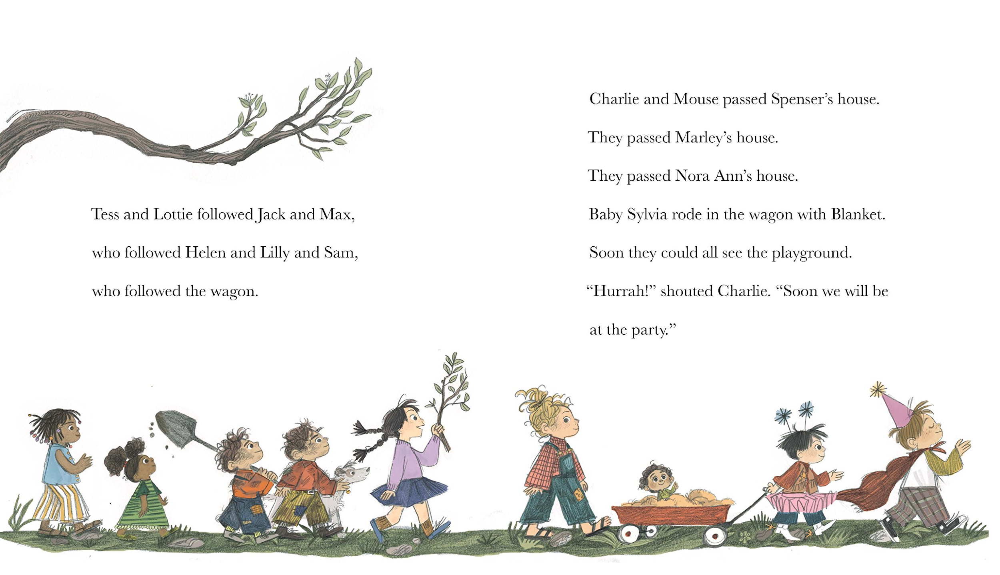 Tess and Lottie followed Jack and Max,
who followed Helen and Lilly and Sam,
who followed the wagon.
Charlie and Mouse passed Spenser’s house.
They passed Marley’s house.
They passed Nora Ann’s house.
Baby Sylvia rode in the wagon with Blanket.
Soon they could all see the playground.
“Hurrah!” shouted Charlie. “Soon we will be
at the party.”